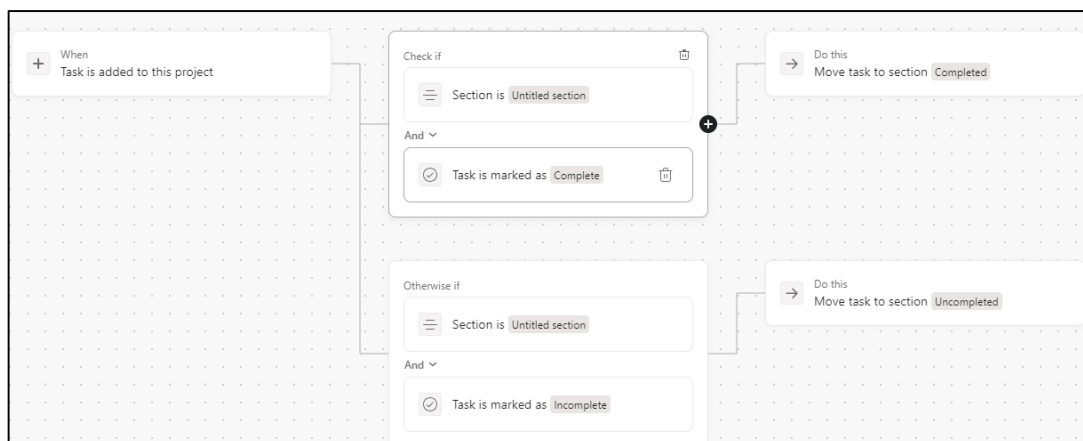 When
Task is added to this project
Check if
Section is Untitled section
And
Task is marked as Complete
Do this
Move task to section Completed
Otherwise if
Section is Untitled section
And
Task is marked as Incomplete
Do this
Move task to section Uncompleted